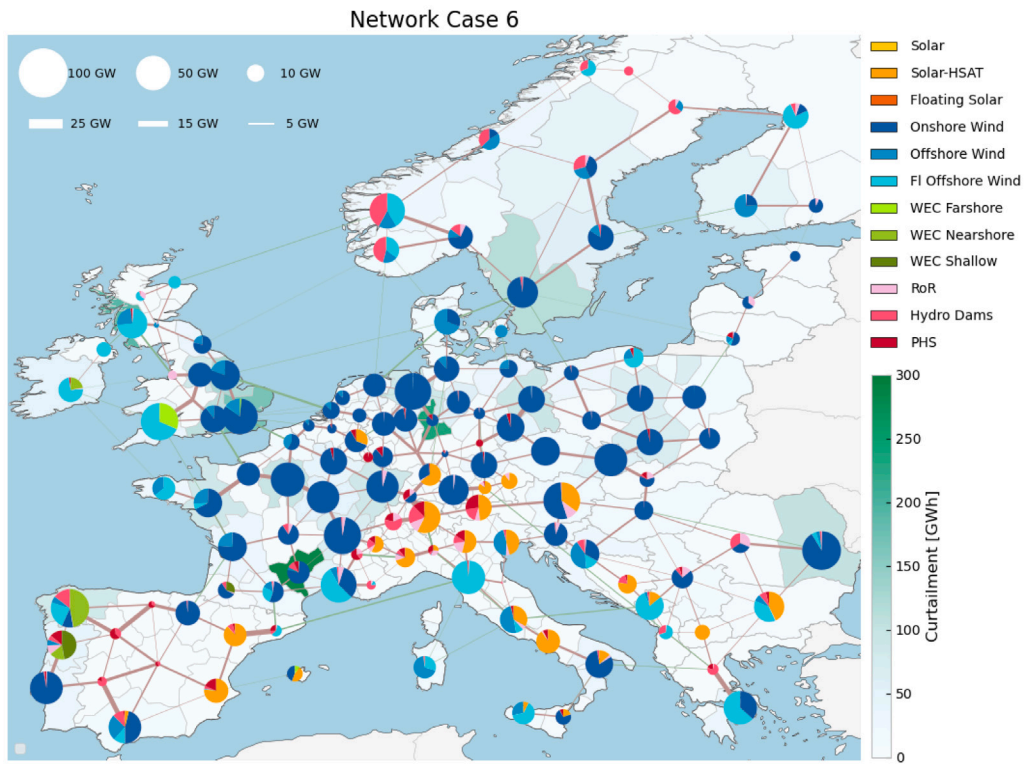 Network Case 6
100 GW 50 GW 10 GW
25 GW 15 GW 5 GW
Solar
Solar-HSAT
Floating Solar
Onshore Wind
Offshore Wind
Fl Offshore Wind
WEC Farshore
WEC Nearshore
WEC Shallow
RoR
Hydro Dams
PHS
300
250
200
150
100
50
0
Curtailment [GWh]